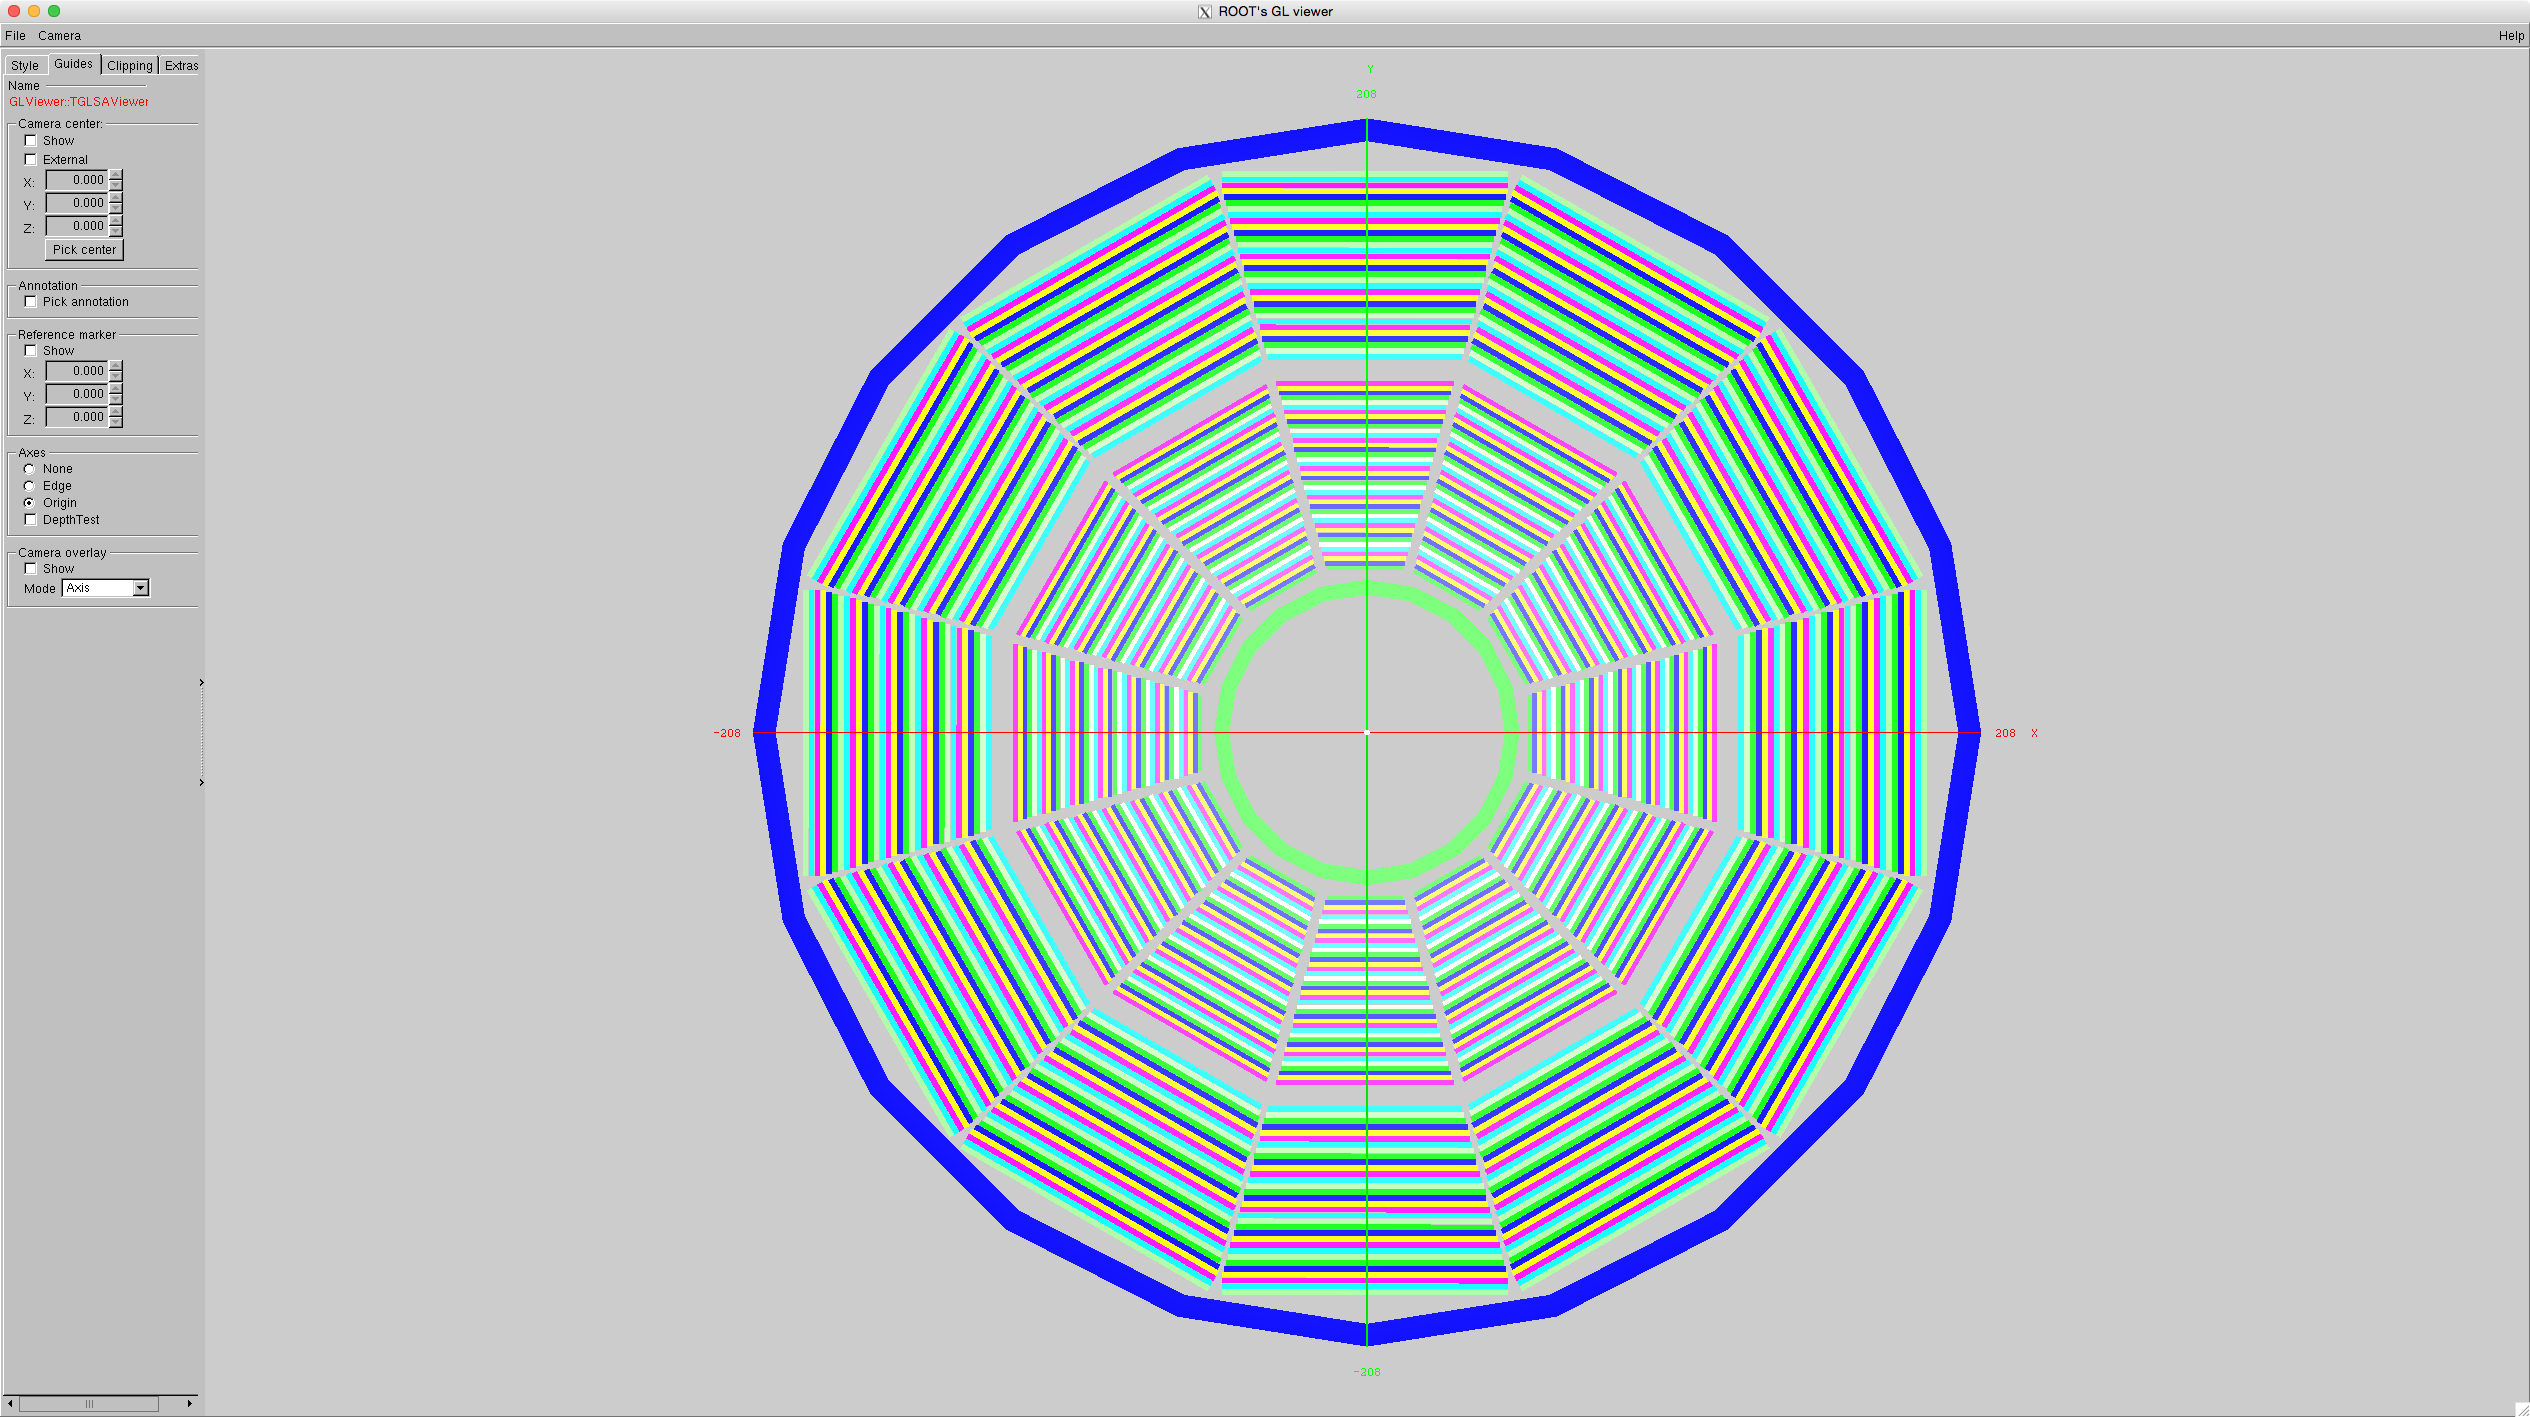 ROOT's GL viewer
File Camera Help
Style Guides Clipping Extras
Name
GLViewer::TGLSAViewer
Camera center:
Show
External
X: 0.000
Y: 0.000
Z: 0.000
Pick center
Annotation
Pick annotation
Reference marker
Show
X: 0.000
Y: 0.000
Z: 0.000
Axes
None
Edge
Origin
DepthTest
Camera overlay
Show
Mode Axis
Y
208
-208
208 X
-208